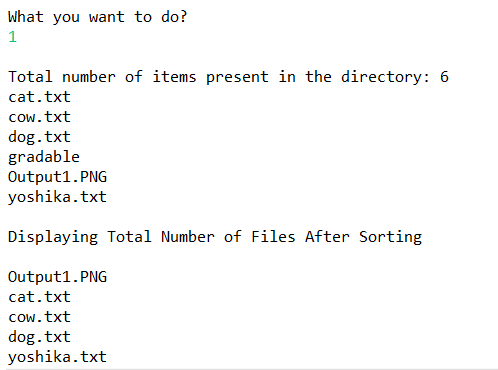 What you want to do?
1
Total number of items present in the directory: 6
cat.txt
cow.txt
dog.txt
gradable
Output1.PNG
yoshika.txt
Displaying Total Number of Files After Sorting
Output1.PNG
cat.txt
cow.txt
dog.txt
yoshika.txt